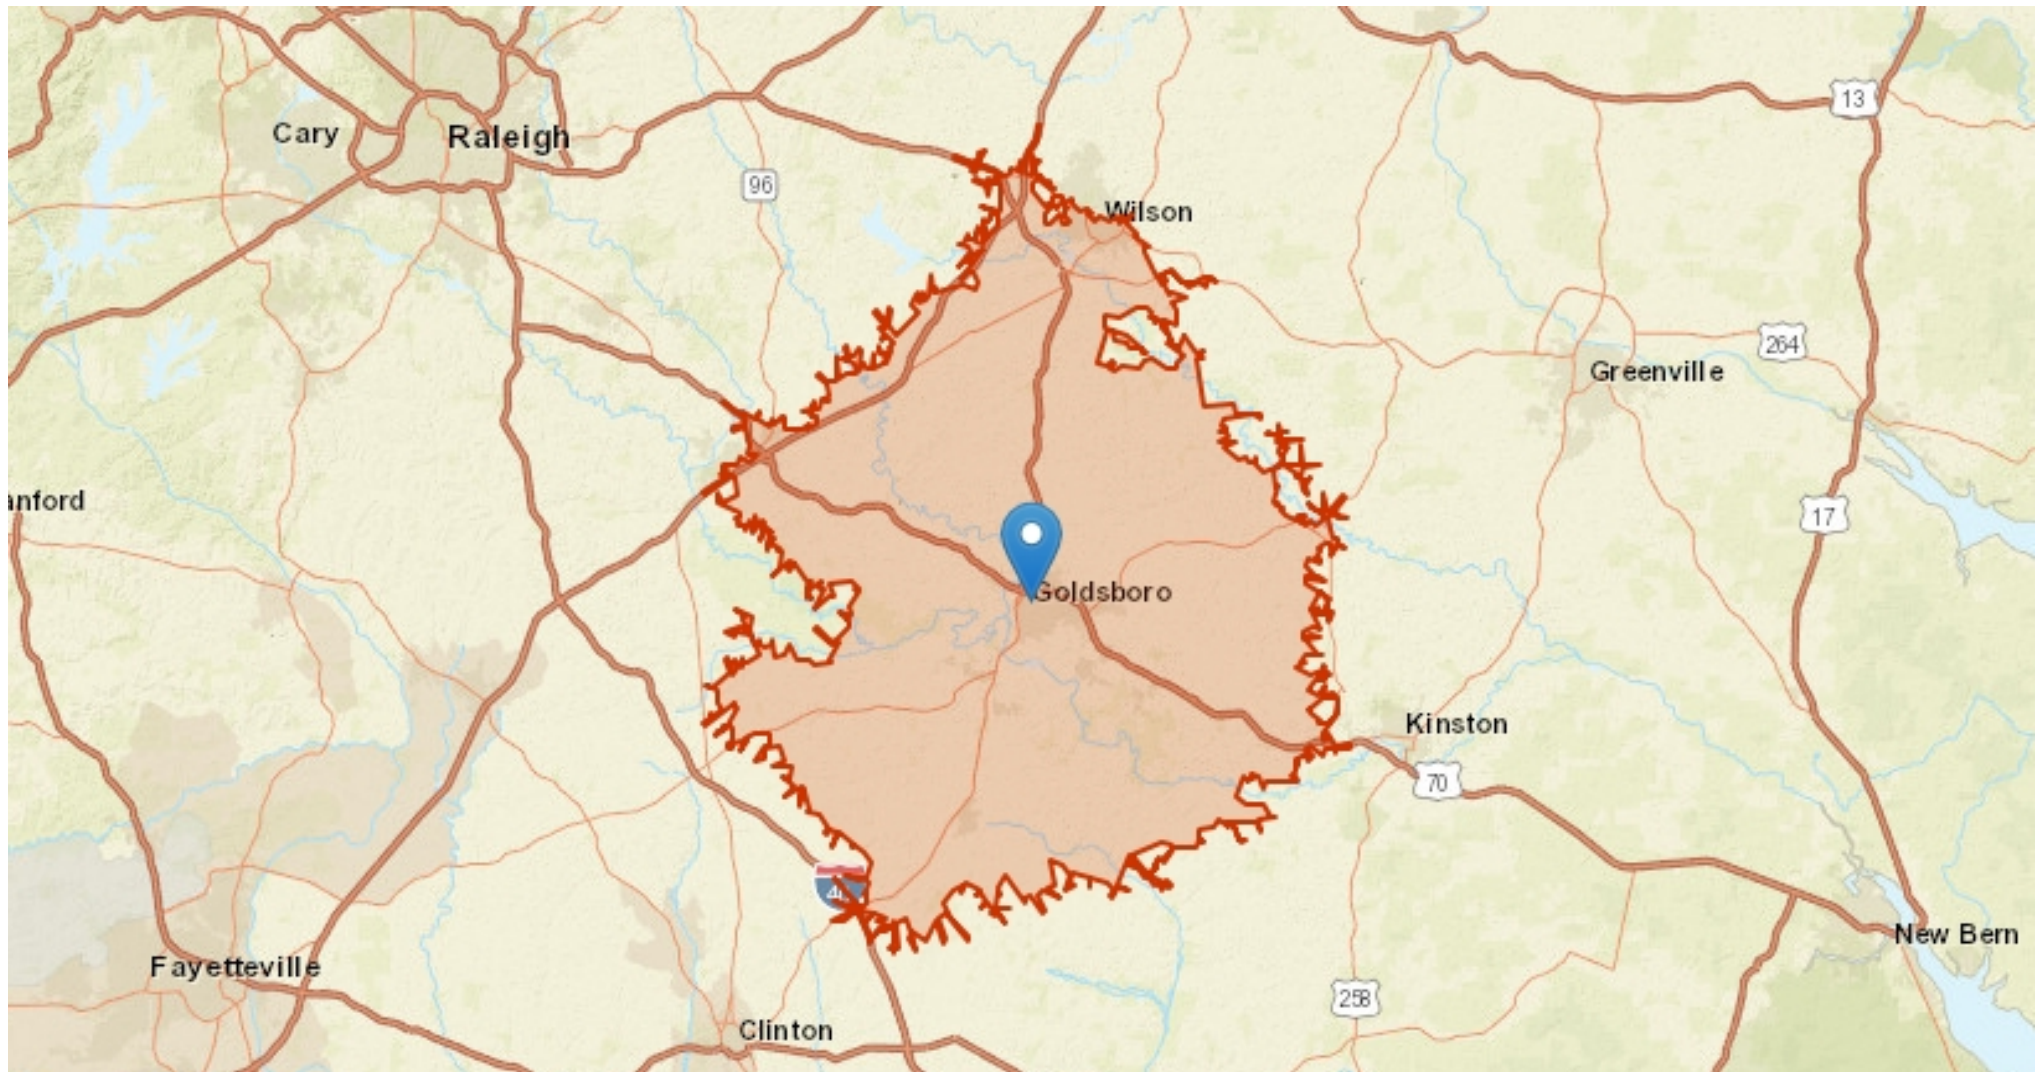 13
Cary
Raleigh
96
Wilson
264
Greenville
anford
17
Goldsboro
Kinston
70
New Bern
Fayetteville
258
Clinton